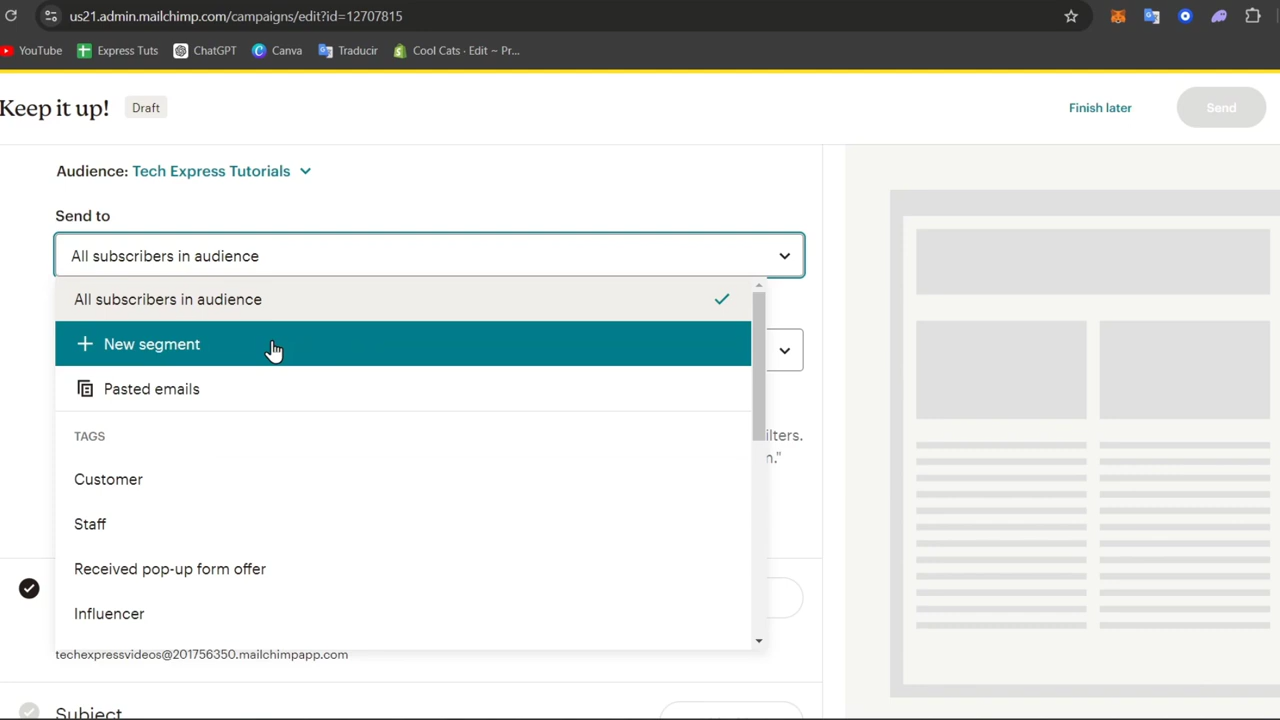 us21.admin.mailchimp.com/campaigns/edit?id=12707815
YouTube Express Tuts ChatGPT Canva Traducir Cool Cats · Edit ~ Pr...
Keep it up! Draft Finish later Send
Audience: Tech Express Tutorials
Send to
All subscribers in audience
All subscribers in audience
New segment
Pasted emails
TAGS
Customer
Staff
Received pop-up form offer
Influencer
techexpressvideos@201756350.mailchimpapp.com
Subject